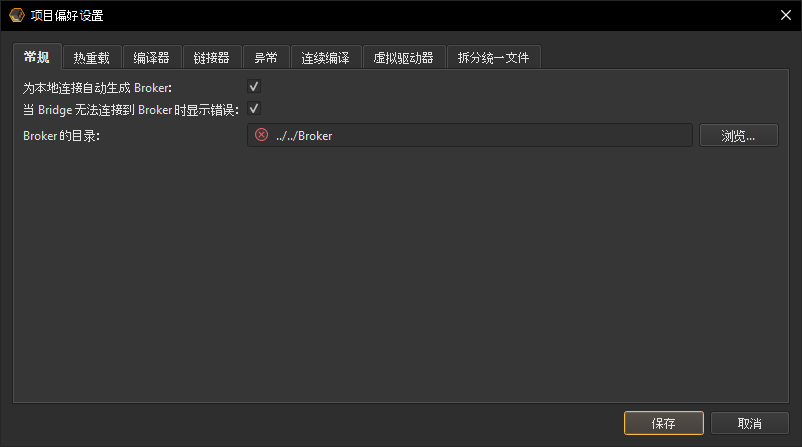 项目偏好设置
常规 热重载 编译器 链接器 异常 连续编译 虚拟驱动器 拆分统一文件
为本地连接自动生成 Broker:
当 Bridge 无法连接到 Broker 时显示错误:
Broker 的目录: ../../Broker 浏览...
保存 取消